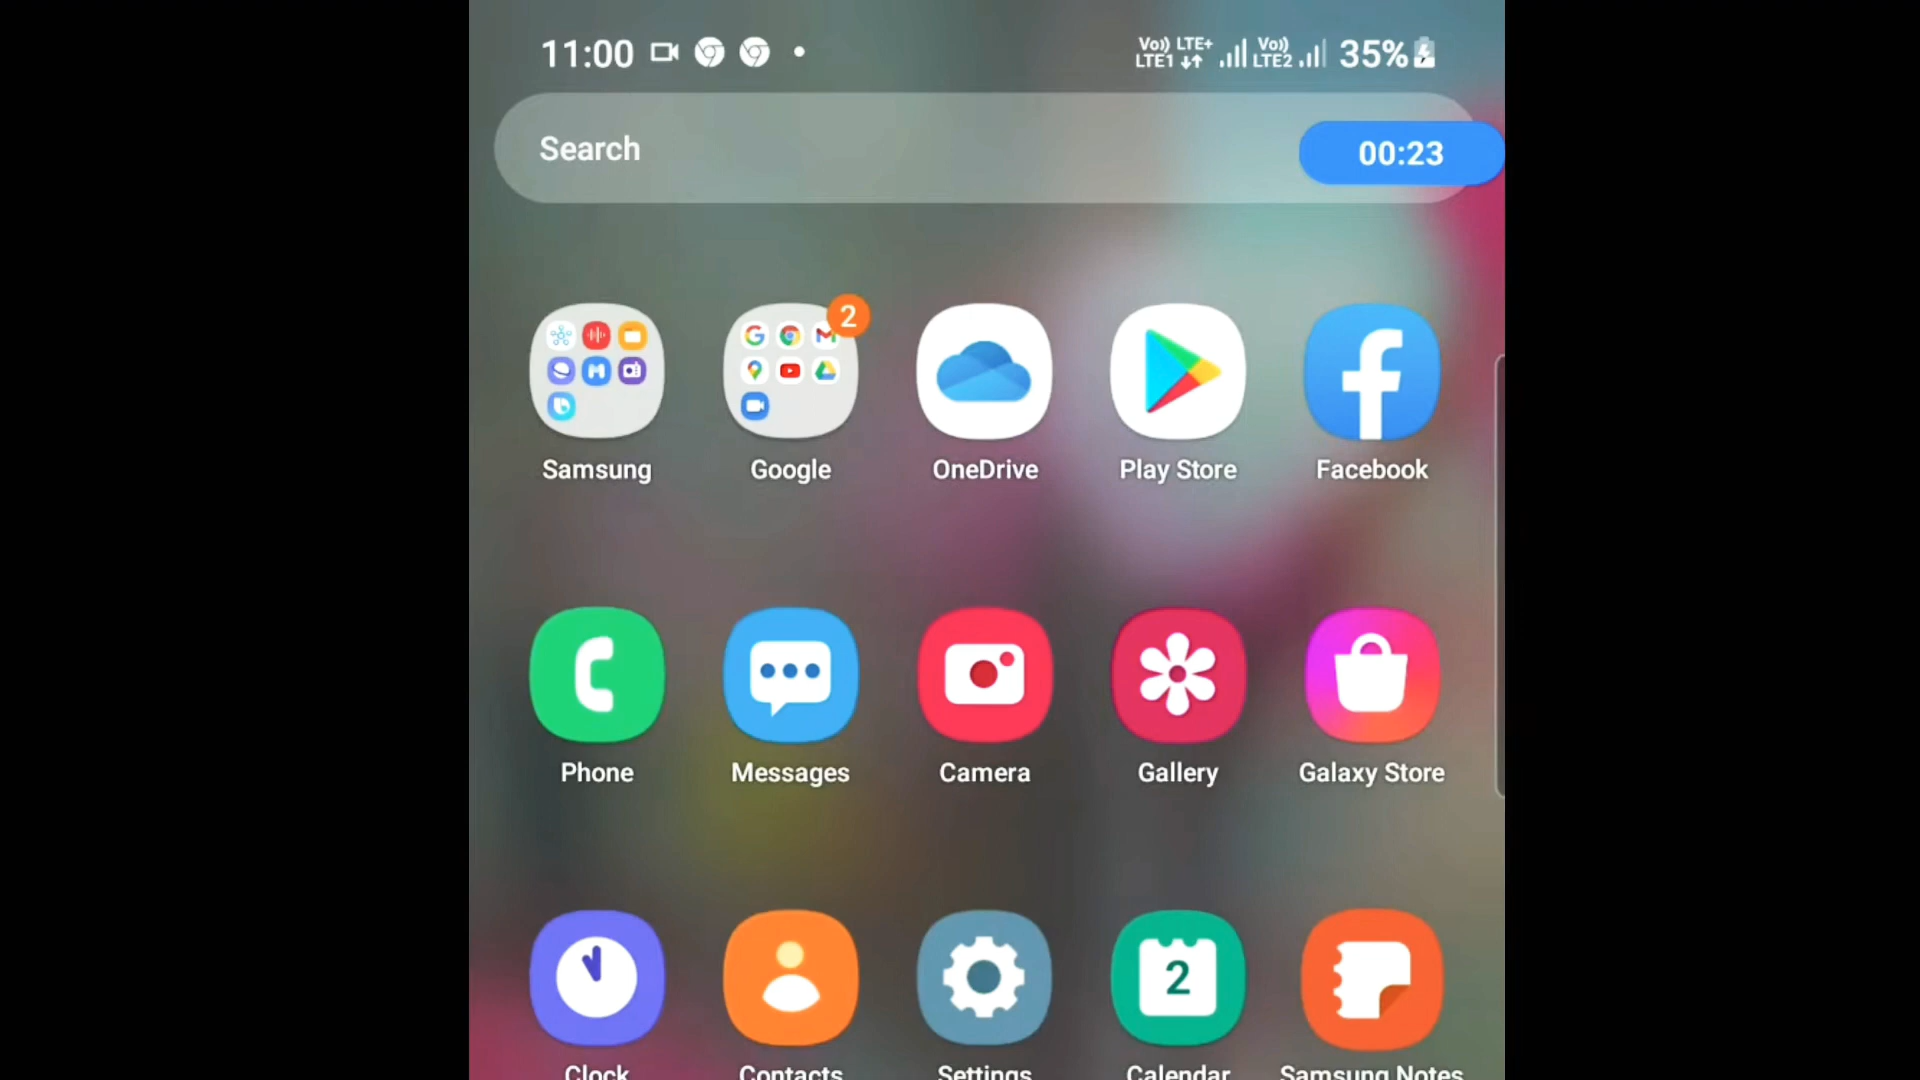 11:00 Vo)) LTE+ LTE1 Vo)) LTE2 35%
Search 00:23
2
Samsung Google OneDrive Play Store Facebook
Phone Messages Camera Gallery Galaxy Store
2
Clock Contacts Settings Calendar Samsung Notes